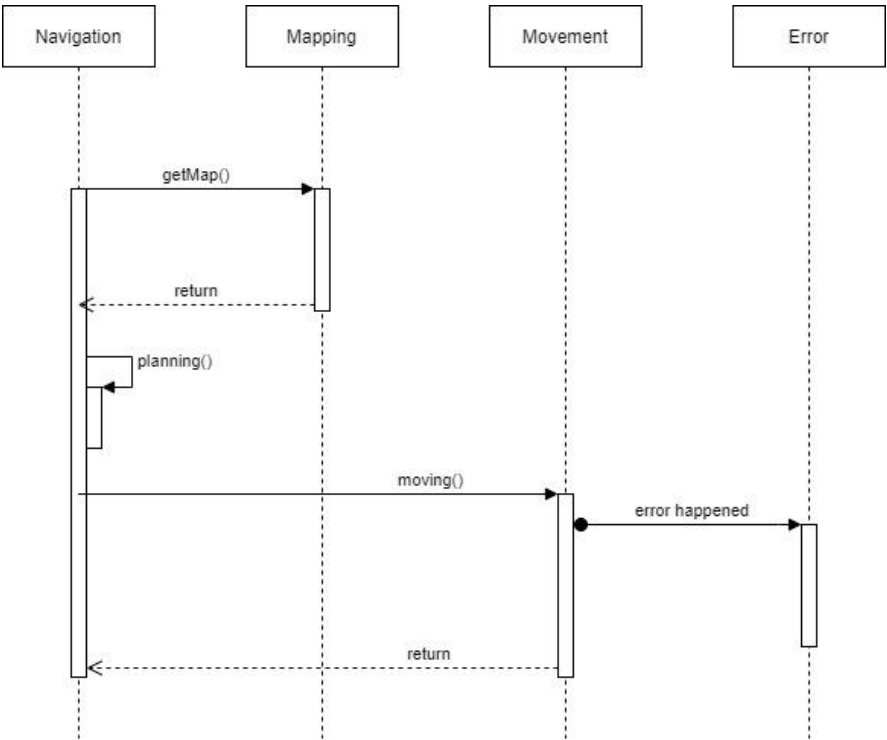 Navigation
Mapping
Movement
Error
getMap()
return
planning()
moving()
error happened
return